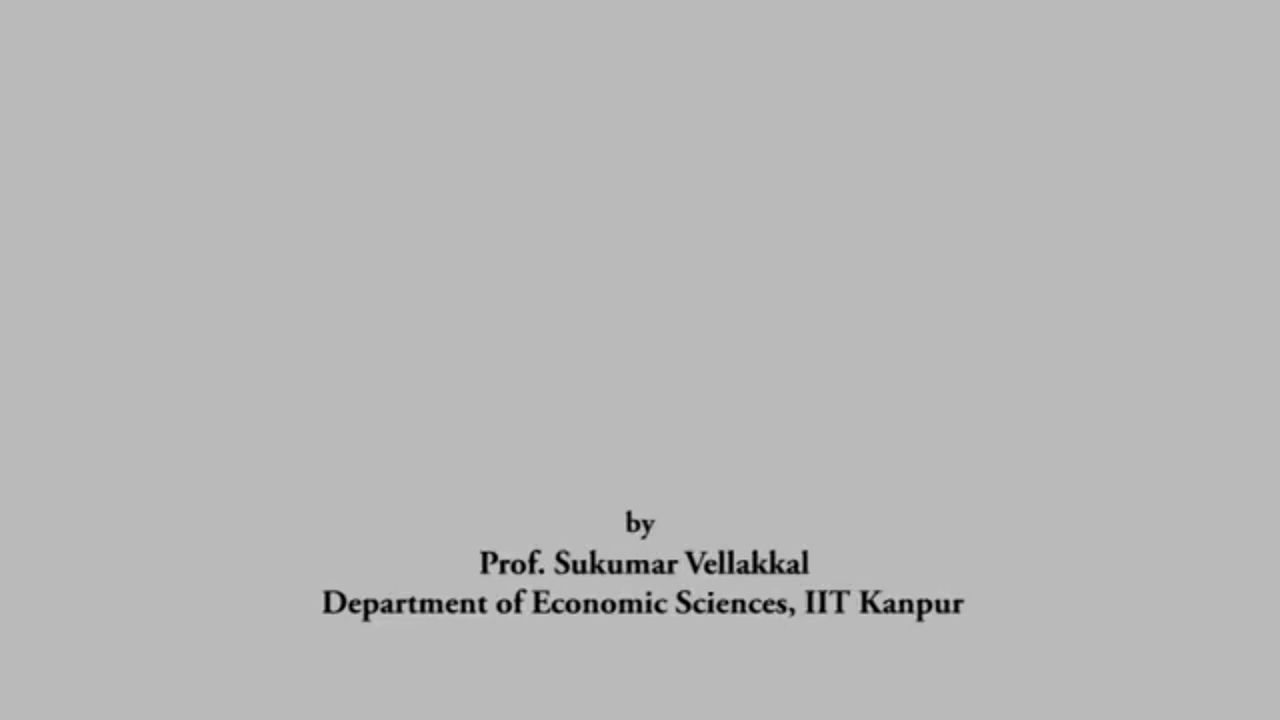 by
Prof. Sukumar Vellakkal
Department of Economic Sciences, IIT Kanpur